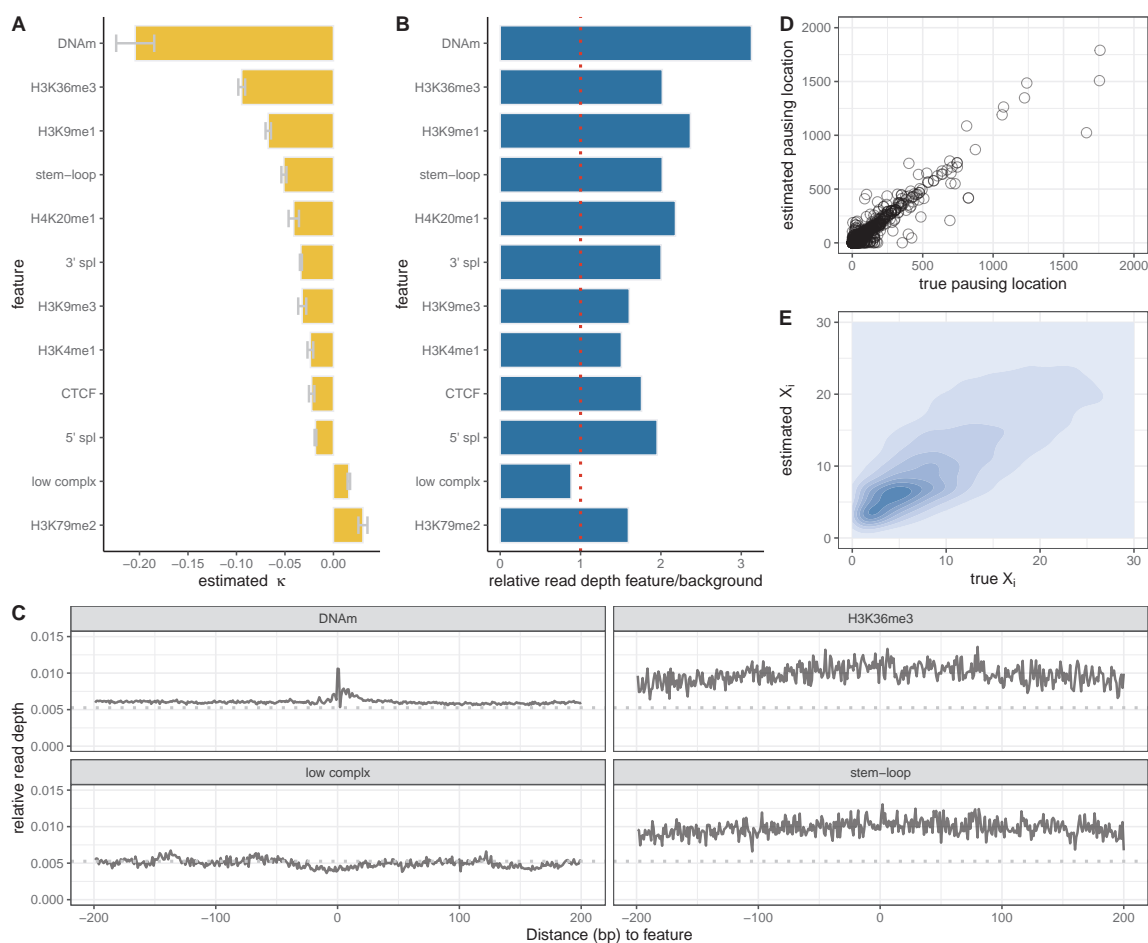 A
DNAm
H3K36me3
H3K9me1
stem−loop
H4K20me1
3' spl
H3K9me3
H3K4me1
CTCF
5' spl
low complx
H3K79me2
feature
−0.20 −0.15 −0.10 −0.05 0.00
estimated κ
B
DNAm
H3K36me3
H3K9me1
stem−loop
H4K20me1
3' spl
H3K9me3
H3K4me1
CTCF
5' spl
low complx
H3K79me2
feature
0 1 2 3
relative read depth feature/background
D
2000
1500
1000
500
0
estimated pausing location
0 500 1000 1500 2000
true pausing location
E
30
20
10
0
estimated Xi
0 10 20 30
true Xi
C
DNAm
H3K36me3
0.015
0.010
0.005
0.000
low complx
stem−loop
0.015
0.010
0.005
0.000
relative read depth
−200 −100 0 100 200
−200 −100 0 100 200
Distance (bp) to feature